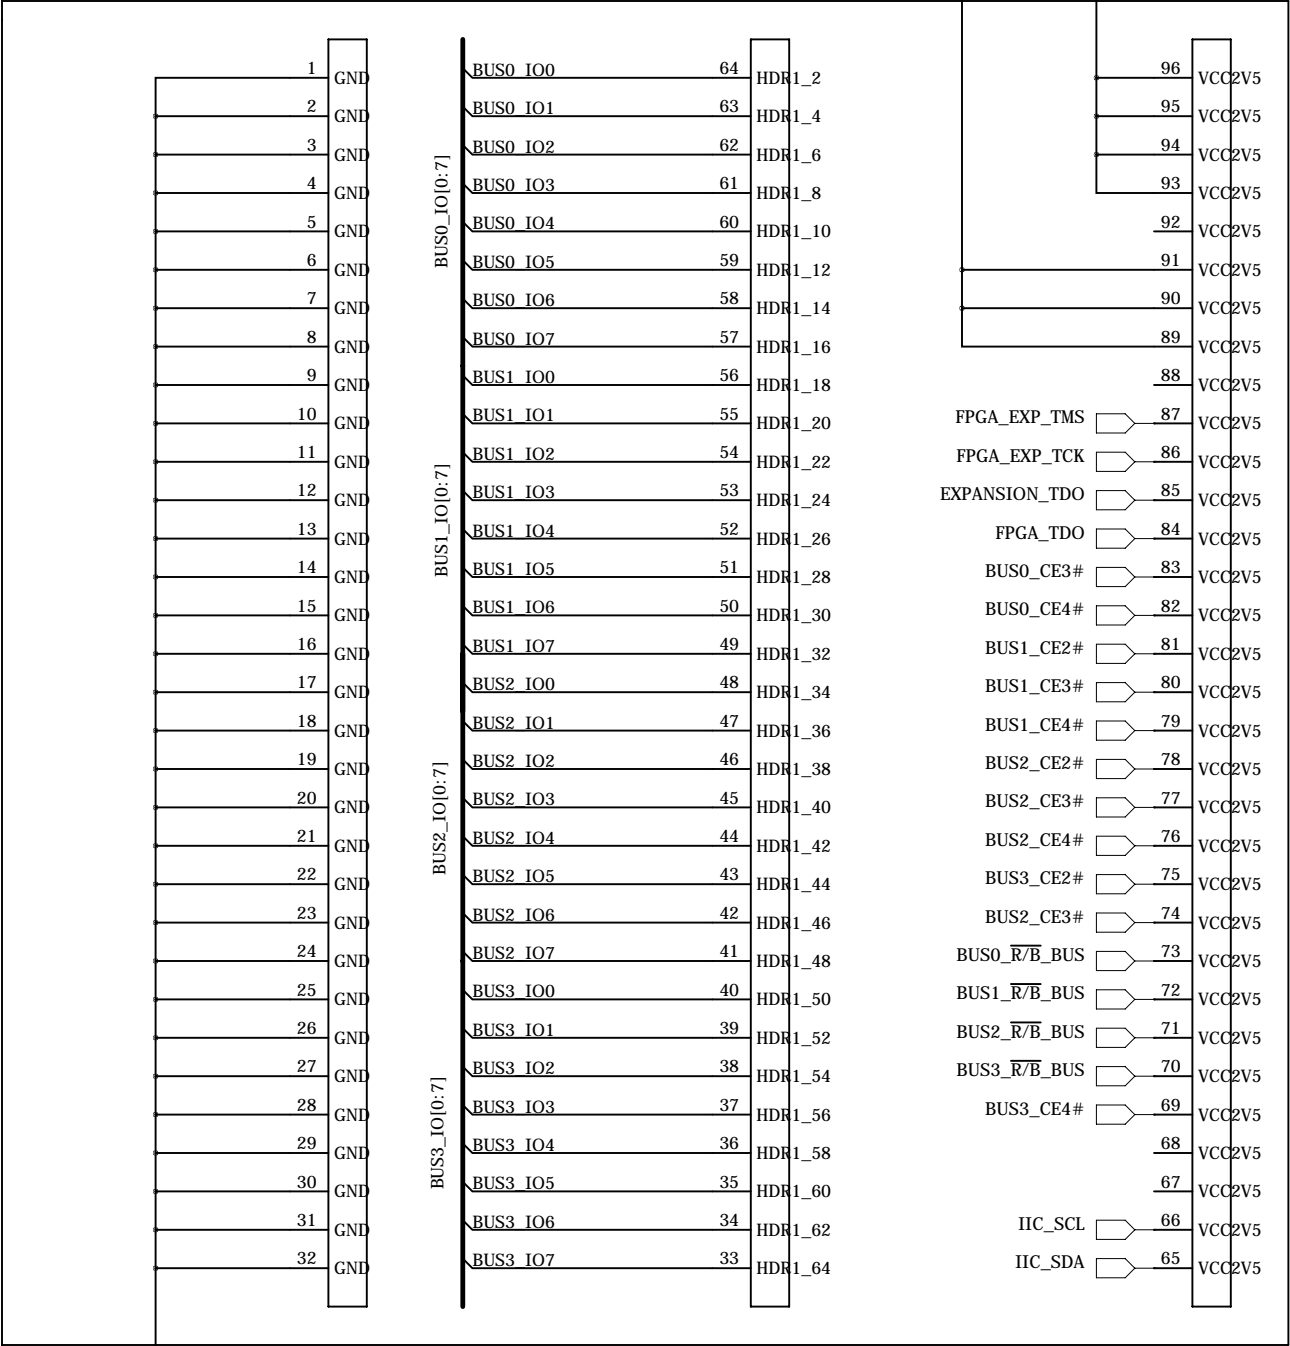 1 GND
2 GND
3 GND
4 GND
5 GND
6 GND
7 GND
8 GND
9 GND
10 GND
11 GND
12 GND
13 GND
14 GND
15 GND
16 GND
17 GND
18 GND
19 GND
20 GND
21 GND
22 GND
23 GND
24 GND
25 GND
26 GND
27 GND
28 GND
29 GND
30 GND
31 GND
32 GND
BUS0_IO[0:7]
BUS1_IO[0:7]
BUS2_IO[0:7]
BUS3_IO[0:7]
BUS0_IO0 64 HDR1_2
BUS0_IO1 63 HDR1_4
BUS0_IO2 62 HDR1_6
BUS0_IO3 61 HDR1_8
BUS0_IO4 60 HDR1_10
BUS0_IO5 59 HDR1_12
BUS0_IO6 58 HDR1_14
BUS0_IO7 57 HDR1_16
BUS1_IO0 56 HDR1_18
BUS1_IO1 55 HDR1_20
BUS1_IO2 54 HDR1_22
BUS1_IO3 53 HDR1_24
BUS1_IO4 52 HDR1_26
BUS1_IO5 51 HDR1_28
BUS1_IO6 50 HDR1_30
BUS1_IO7 49 HDR1_32
BUS2_IO0 48 HDR1_34
BUS2_IO1 47 HDR1_36
BUS2_IO2 46 HDR1_38
BUS2_IO3 45 HDR1_40
BUS2_IO4 44 HDR1_42
BUS2_IO5 43 HDR1_44
BUS2_IO6 42 HDR1_46
BUS2_IO7 41 HDR1_48
BUS3_IO0 40 HDR1_50
BUS3_IO1 39 HDR1_52
BUS3_IO2 38 HDR1_54
BUS3_IO3 37 HDR1_56
BUS3_IO4 36 HDR1_58
BUS3_IO5 35 HDR1_60
BUS3_IO6 34 HDR1_62
BUS3_IO7 33 HDR1_64
96 VCC2V5
95 VCC2V5
94 VCC2V5
93 VCC2V5
92 VCC2V5
91 VCC2V5
90 VCC2V5
89 VCC2V5
88 VCC2V5
FPGA_EXP_TMS 87 VCC2V5
FPGA_EXP_TCK 86 VCC2V5
EXPANSION_TDO 85 VCC2V5
FPGA_TDO 84 VCC2V5
BUS0_CE3# 83 VCC2V5
BUS0_CE4# 82 VCC2V5
BUS1_CE2# 81 VCC2V5
BUS1_CE3# 80 VCC2V5
BUS1_CE4# 79 VCC2V5
BUS2_CE2# 78 VCC2V5
BUS2_CE3# 77 VCC2V5
BUS2_CE4# 76 VCC2V5
BUS3_CE2# 75 VCC2V5
BUS2_CE3# 74 VCC2V5
BUS0_R/B_BUS 73 VCC2V5
BUS1_R/B_BUS 72 VCC2V5
BUS2_R/B_BUS 71 VCC2V5
BUS3_R/B_BUS 70 VCC2V5
BUS3_CE4# 69 VCC2V5
68 VCC2V5
67 VCC2V5
IIC_SCL 66 VCC2V5
IIC_SDA 65 VCC2V5